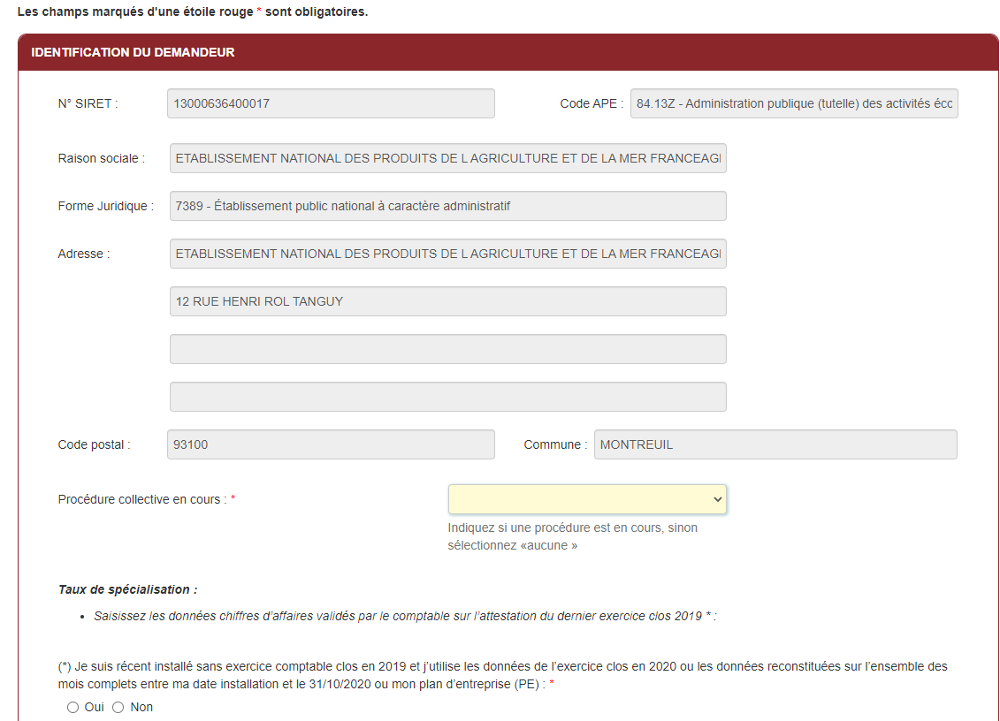 Les champs marqués d'une étoile rouge * sont obligatoires.
IDENTIFICATION DU DEMANDEUR
N° SIRET : 13000636400017 Code APE : 84.13Z - Administration publique (tutelle) des activités écc
Raison sociale : ETABLISSEMENT NATIONAL DES PRODUITS DE L AGRICULTURE ET DE LA MER FRANCEAGI
Forme Juridique : 7389 - Établissement public national à caractère administratif
Adresse : ETABLISSEMENT NATIONAL DES PRODUITS DE L AGRICULTURE ET DE LA MER FRANCEAGI
12 RUE HENRI ROL TANGUY
Code postal : 93100 Commune : MONTREUIL
Procédure collective en cours : *
Indiquez si une procédure est en cours, sinon
sélectionnez «aucune »
Taux de spécialisation :
• Saisissez les données chiffres d’affaires validés par le comptable sur l’attestation du dernier exercice clos 2019 * :
(*) Je suis récent installé sans exercice comptable clos en 2019 et j’utilise les données de l’exercice clos en 2020 ou les données reconstituées sur l’ensemble des
mois complets entre ma date installation et le 31/10/2020 ou mon plan d’entreprise (PE) : *
Oui Non